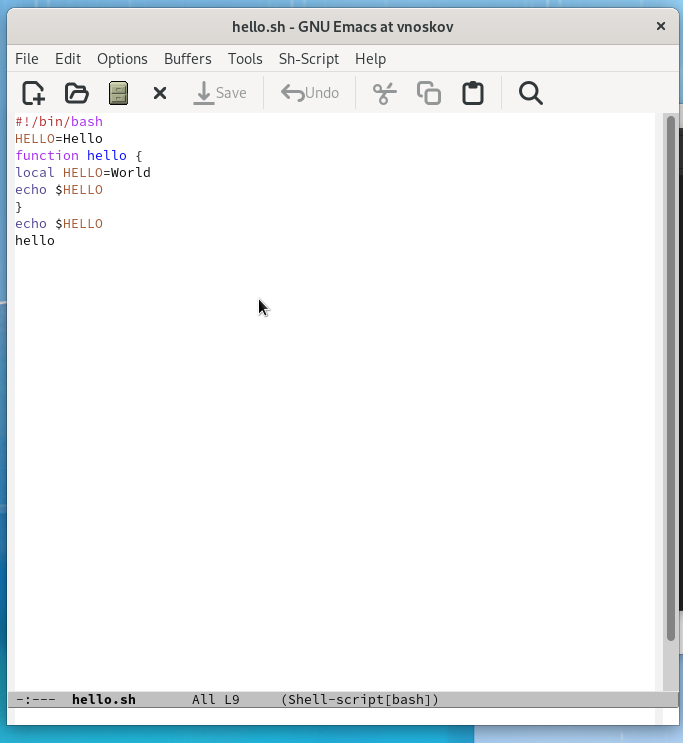 hello.sh - GNU Emacs at vnoskov
File Edit Options Buffers Tools Sh-Script Help
Save Undo
#!/bin/bash
HELLO=Hello
function hello {
local HELLO=World
echo $HELLO
}
echo $HELLO
hello
-:--- hello.sh All L9 (Shell-script[bash])